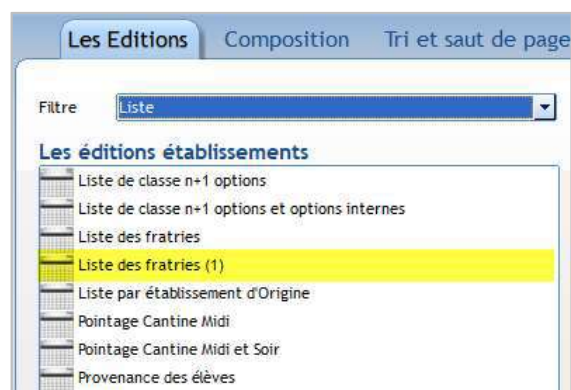 Les Editions Composition Tri et saut de page
Filtre Liste
Les éditions établissements
Liste de classe n+1 options
Liste de classe n+1 options et options internes
Liste des fratries
Liste des fratries (1)
Liste par établissement d'Origine
Pointage Cantine Midi
Pointage Cantine Midi et Soir
Provenance des élèves